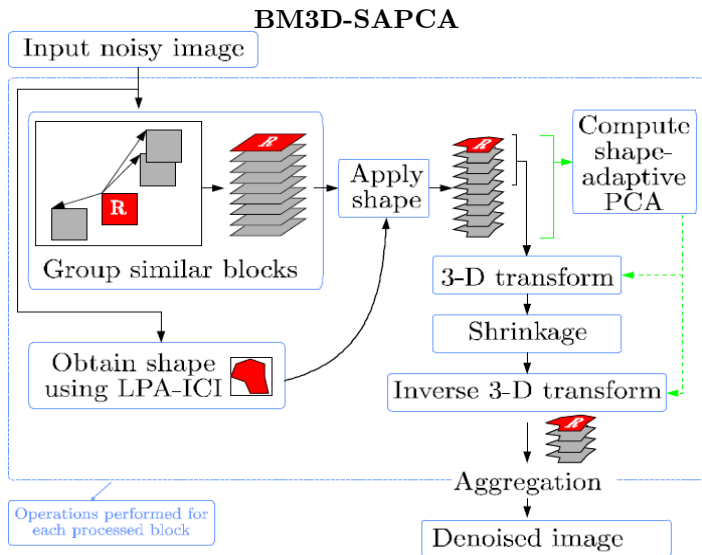 BM3D-SAPCA
Input noisy image
R
R
R
Group similar blocks
Apply
shape
Compute
shape-
adaptive
PCA
3-D transform
Shrinkage
Obtain shape
using LPA-ICI
Inverse 3-D transform
R
Aggregation
Operations performed for
each processed block
Denoised image